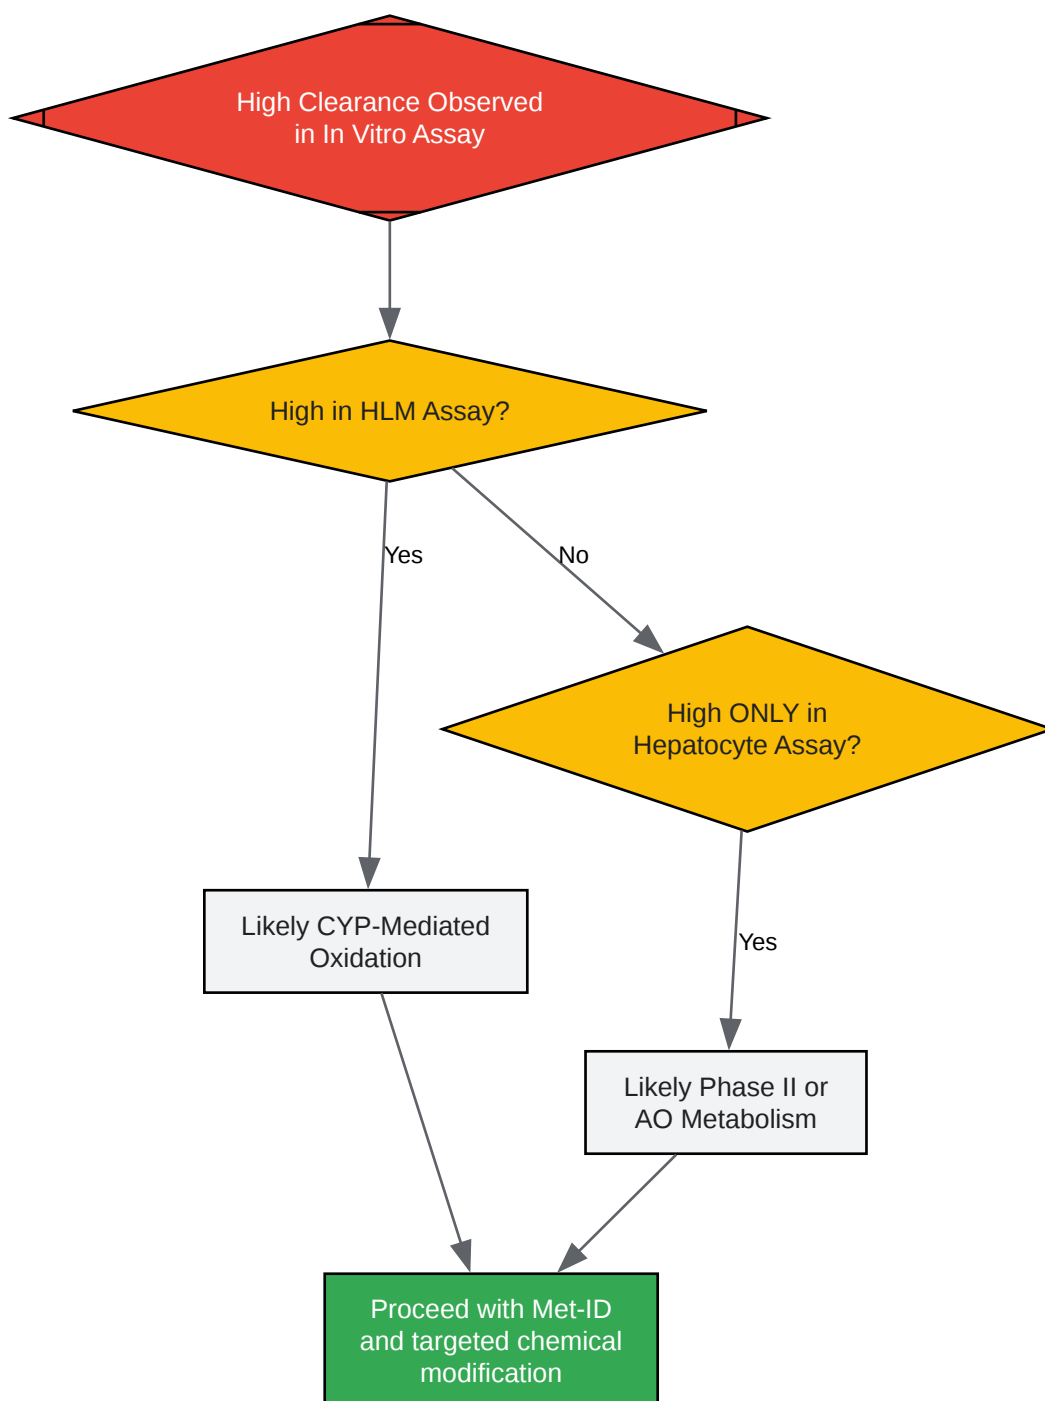 High Clearance Observed
in In Vitro Assay
High in HLM Assay?
Yes
No
High ONLY in
Hepatocyte Assay?
Likely CYP-Mediated
Oxidation
Yes
Likely Phase II or
AO Metabolism
Proceed with Met-ID
and targeted chemical
modification